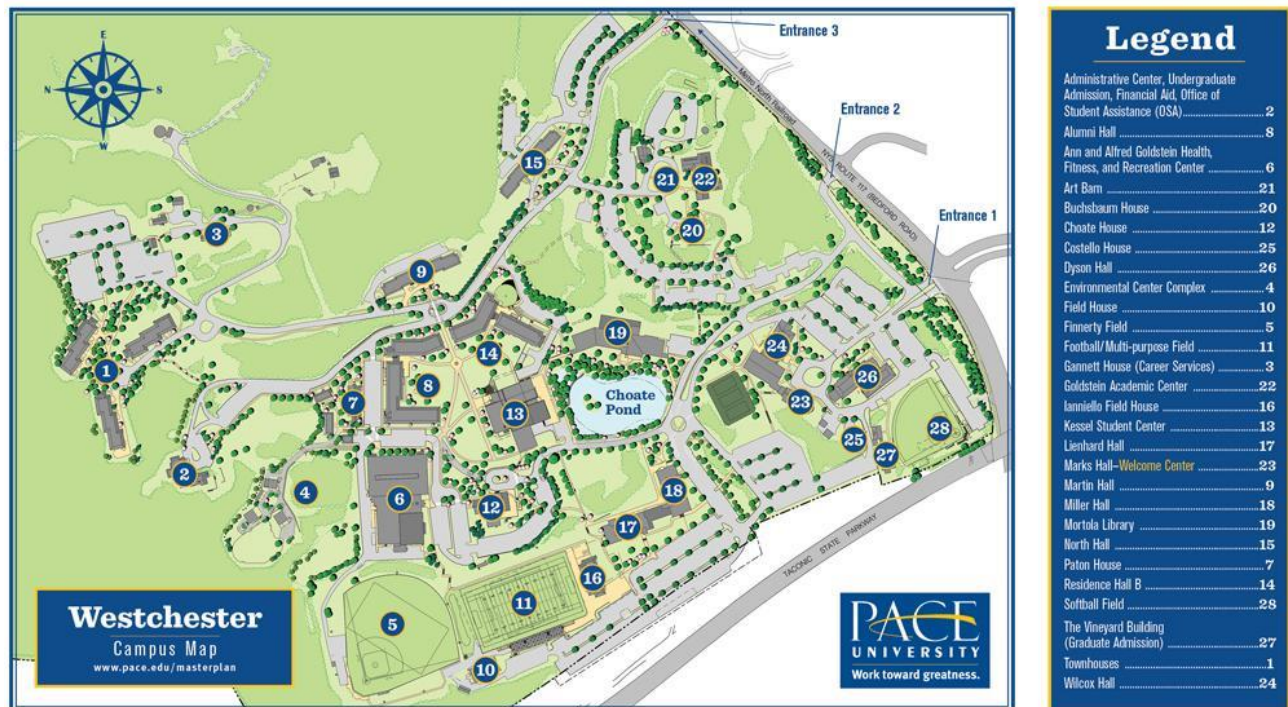 Entrance 3
Metro North Railroad
Entrance 2
NYS ROUTE 117 (BEDFORD ROAD)
Entrance 1
E
N
S
W
15
21
22
20
3
9
19
1
14
24
8
Choate
Pond
26
7
13
23
28
25
27
2
4
6
12
18
17
16
11
5
10
TACONIC STATE PARKWAY
Westchester
Campus Map
www.pace.edu/masterplan
PACE
UNIVERSITY
Work toward greatness.
Legend
Administrative Center, Undergraduate
Admission, Financial Aid, Office of
Student Assistance (OSA) 2
Alumni Hall 8
Ann and Alfred Goldstein Health,
Fitness, and Recreation Center 6
Art Barn 21
Buchsbaum House 20
Choate House 12
Costello House 25
Dyson Hall 26
Environmental Center Complex 4
Field House 10
Finnerty Field 5
Football/Multi-purpose Field 11
Gannett House (Career Services) 3
Goldstein Academic Center 22
Ianniello Field House 16
Kessel Student Center 13
Lienhard Hall 17
Marks Hall–Welcome Center 23
Martin Hall 9
Miller Hall 18
Mortola Library 19
North Hall 15
Paton House 7
Residence Hall B 14
Softball Field 28
The Vineyard Building
(Graduate Admission) 27
Townhouses 1
Wilcox Hall 24